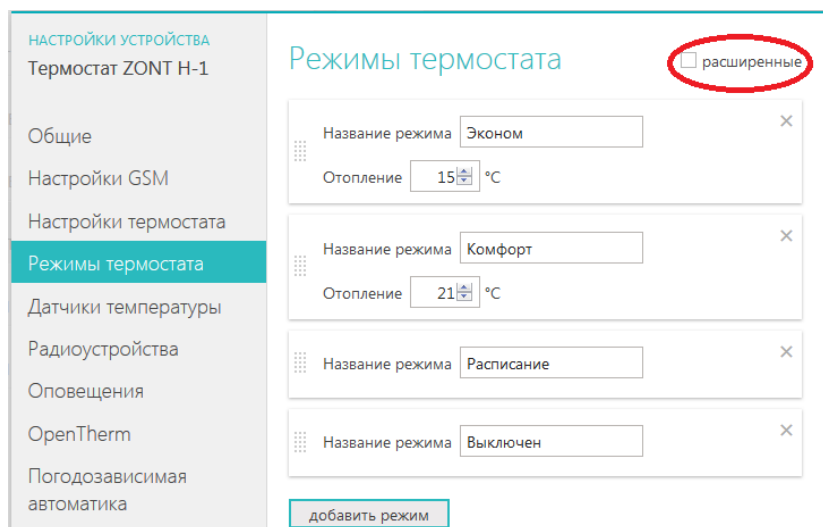 НАСТРОЙКИ УСТРОЙСТВА
Термостат ZONT H-1
Общие
Настройки GSM
Настройки термостата
Режимы термостата
Датчики температуры
Радиоустройства
Оповещения
OpenTherm
Погодозависимая
автоматика
Режимы термостата
расширенные
Название режима Эконом
Отопление 15 °C
Название режима Комфорт
Отопление 21 °C
Название режима Расписание
Название режима Выключен
добавить режим